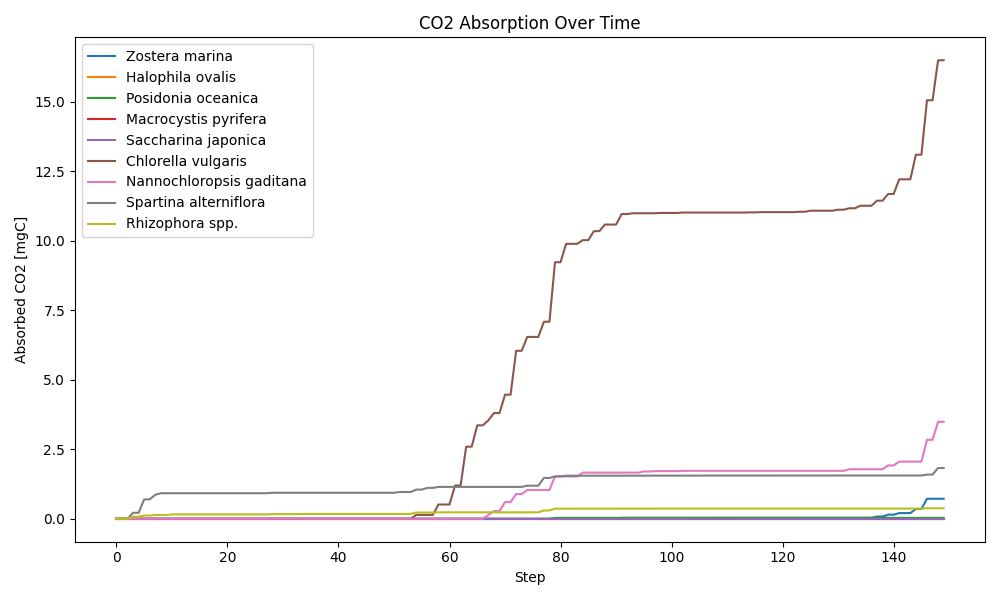 CO2 Absorption Over Time
Zostera marina
Halophila ovalis
Posidonia oceanica
Macrocystis pyrifera
Saccharina japonica
Chlorella vulgaris
Nannochloropsis gaditana
Spartina alterniflora
Rhizophora spp.
Absorbed CO2 [mgC]
15.0
12.5
10.0
7.5
5.0
2.5
0.0
0 20 40 60 80 100 120 140
Step